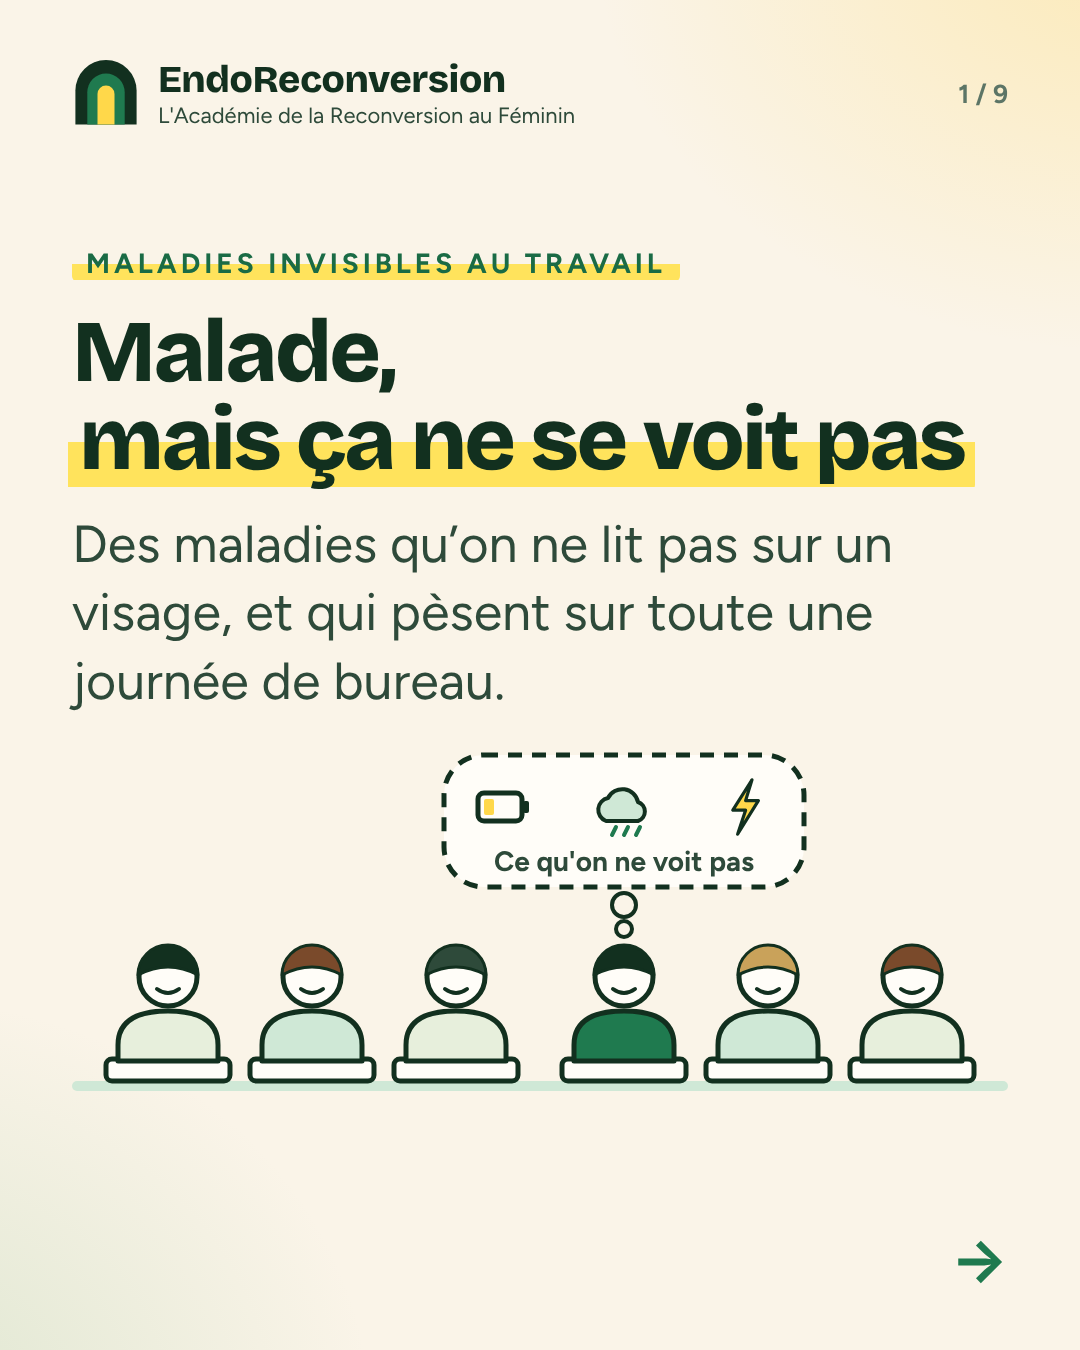 EndoReconversion
L'Académie de la Reconversion au Féminin
1 / 9
MALADIES INVISIBLES AU TRAVAIL
Malade,
mais ça ne se voit pas
Des maladies qu’on ne lit pas sur un
visage, et qui pèsent sur toute une
journée de bureau.
Ce qu'on ne voit pas